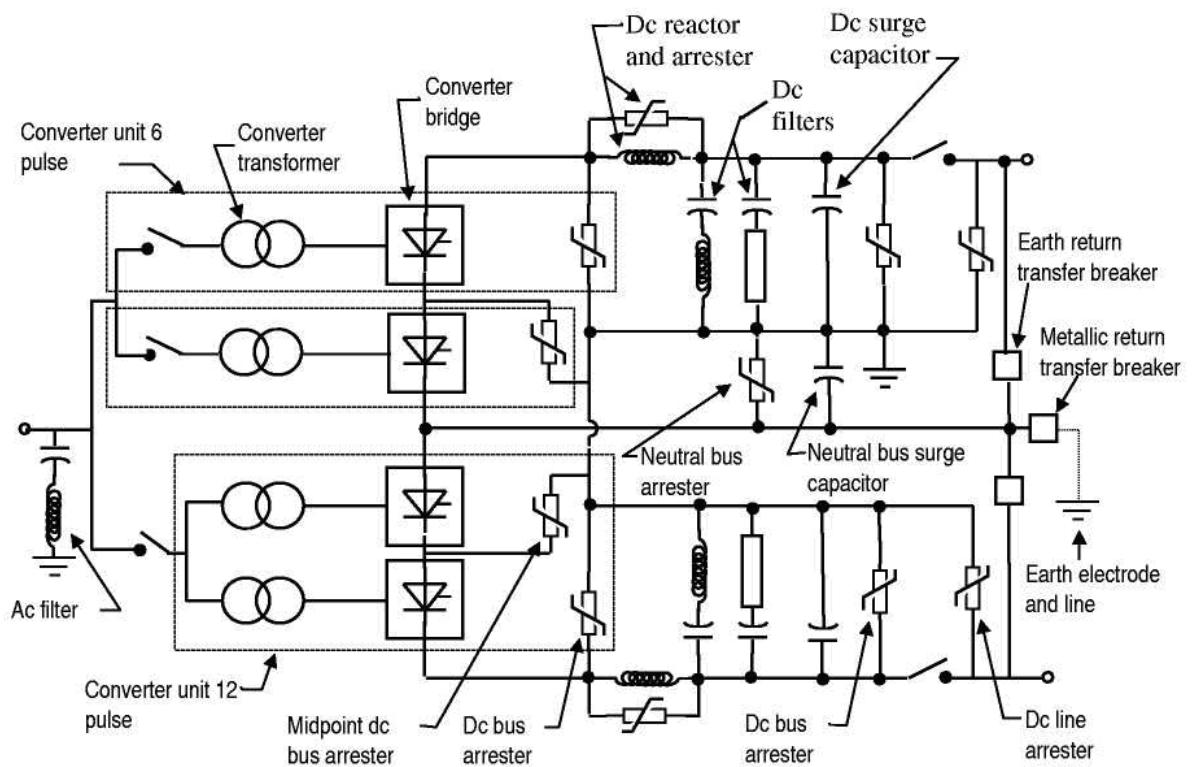 Dc reactor
and arrester
Dc surge
capacitor
Converter
bridge
Dc
filters
Converter unit 6
pulse
Converter
transformer
Earth return
transfer breaker
Metallic return
transfer breaker
Neutral bus
arrester
Neutral bus surge
capacitor
Ac filter
Earth electrode
and line
Converter unit 12
pulse
Midpoint dc
bus arrester
Dc bus
arrester
Dc bus
arrester
Dc line
arrester